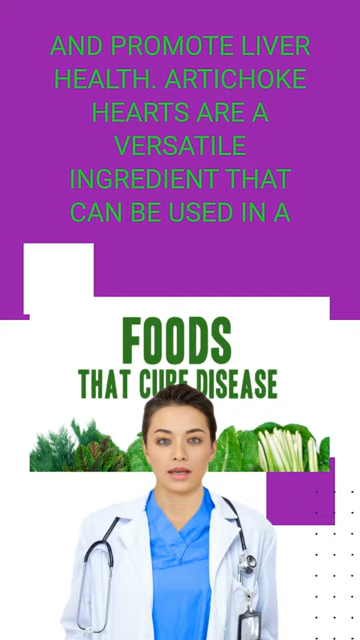 AND PROMOTE LIVER
HEALTH. ARTICHOKE
HEARTS ARE A
VERSATILE
INGREDIENT THAT
CAN BE USED IN A
FOODS
THAT CURE DISEASE